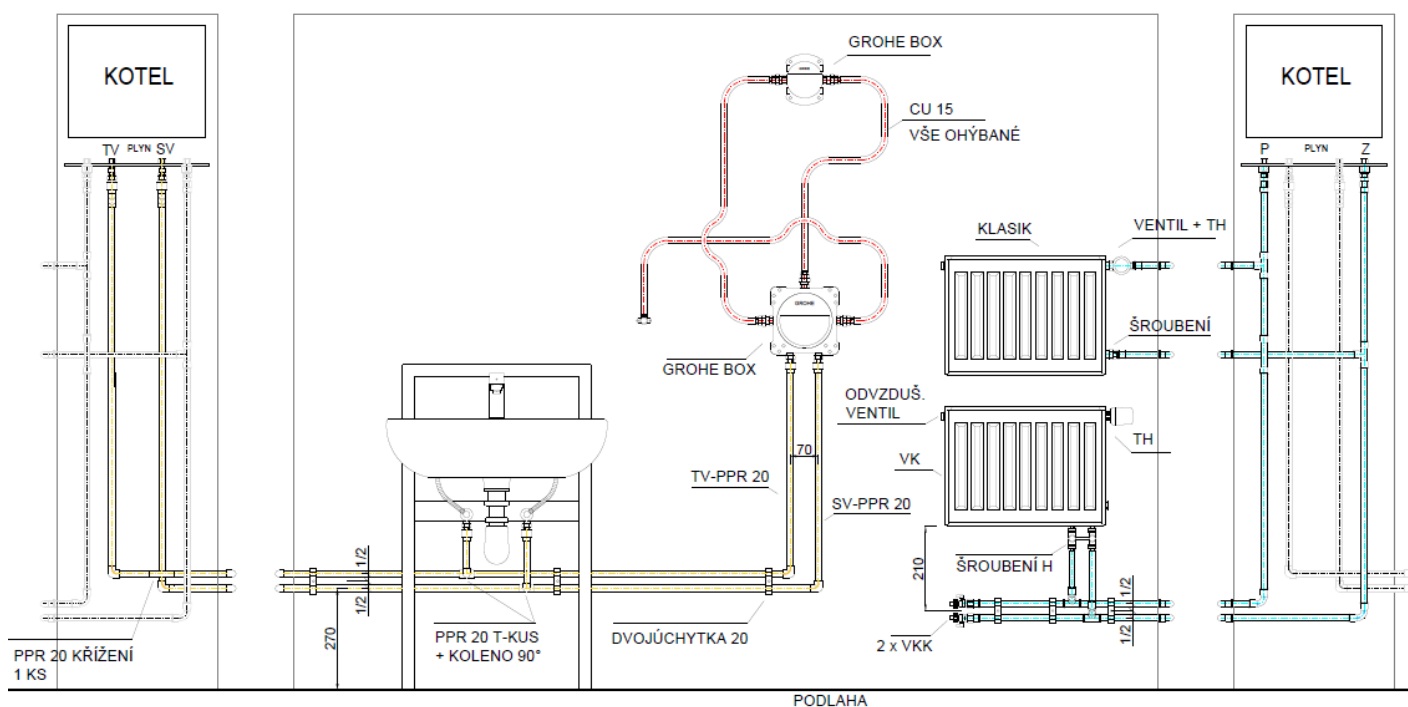 KOTEL
TV
PLYN
SV
PPR 20 KŘÍŽENÍ
1 KS
GROHE BOX
CU 15
VŠE OHÝBANÉ
GROHE
GROHE BOX
70
TV-PPR 20
SV-PPR 20
1/2
1/2
270
PPR 20 T-KUS
+ KOLENO 90°
DVOJÚCHYTKA 20
KLASIK
VENTIL + TH
ŠROUBENÍ
ODVZDUŠ.
VENTIL
TH
VK
210
ŠROUBENÍ H
1/2
1/2
2 x VKK
KOTEL
P
PLYN
Z
PODLAHA